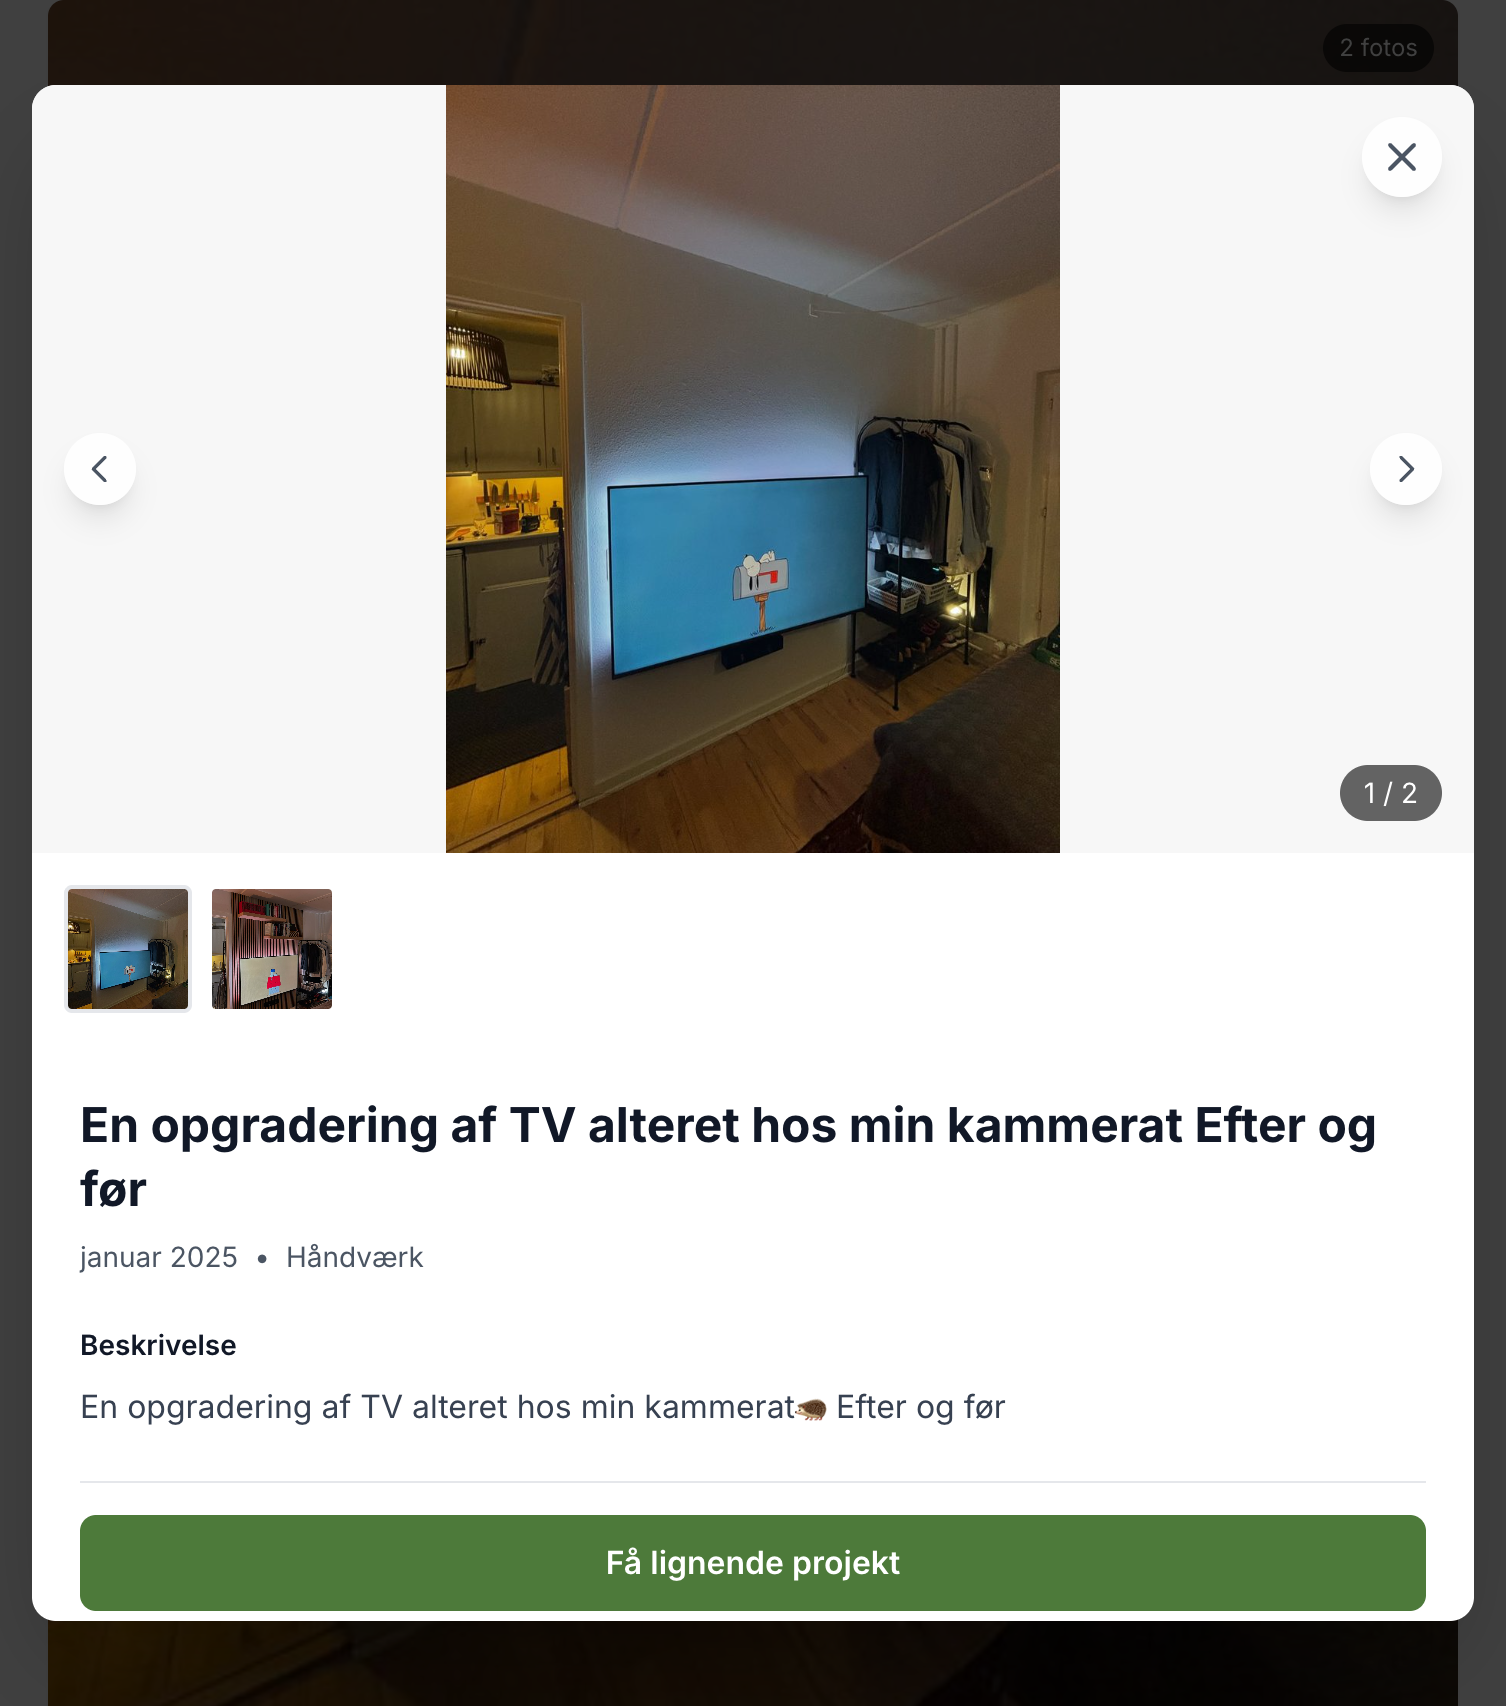 2 fotos
1 / 2
En opgradering af TV alteret hos min kammerat Efter og
før
januar 2025 • Håndværk
Beskrivelse
En opgradering af TV alteret hos min kammerat🦔 Efter og før
Få lignende projekt